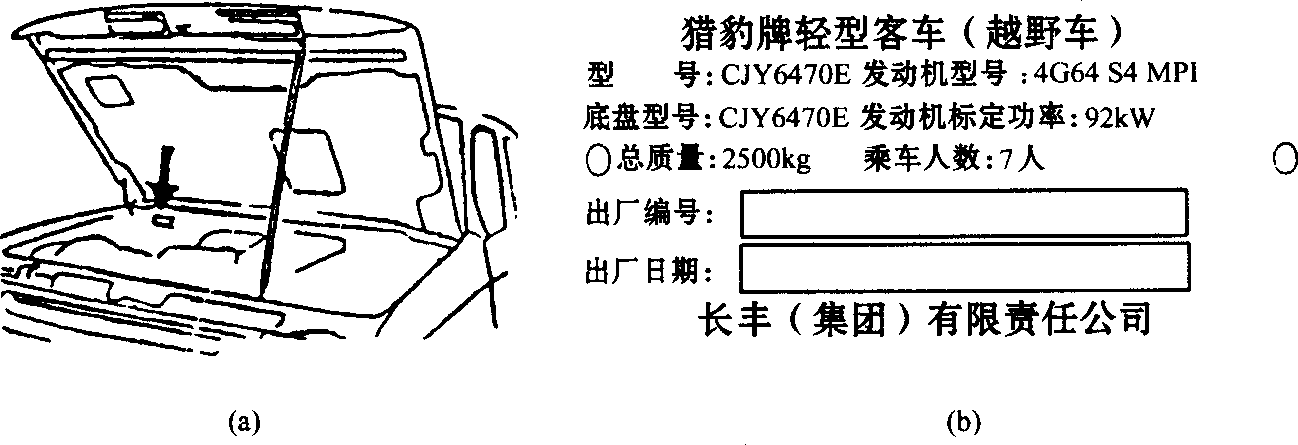 猎豹牌轻型客车（越野车）
型　　号:CJY6470E 发动机型号:4G64 S4 MPI
底盘型号:CJY6470E 发动机标定功率:92kW
总质量:2500kg　　乘车人数:7人
出厂编号:
出厂日期:
长丰（集团）有限责任公司
(a)
(b)